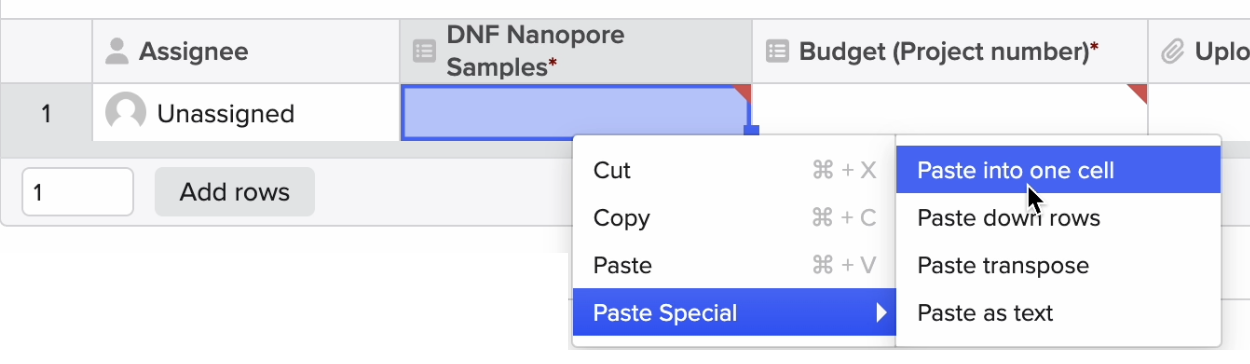 Assignee
DNF Nanopore
Samples*
Budget (Project number)*
Uplo
1
Unassigned
1
Add rows
Cut ⌘ + X
Copy ⌘ + C
Paste ⌘ + V
Paste Special
Paste into one cell
Paste down rows
Paste transpose
Paste as text